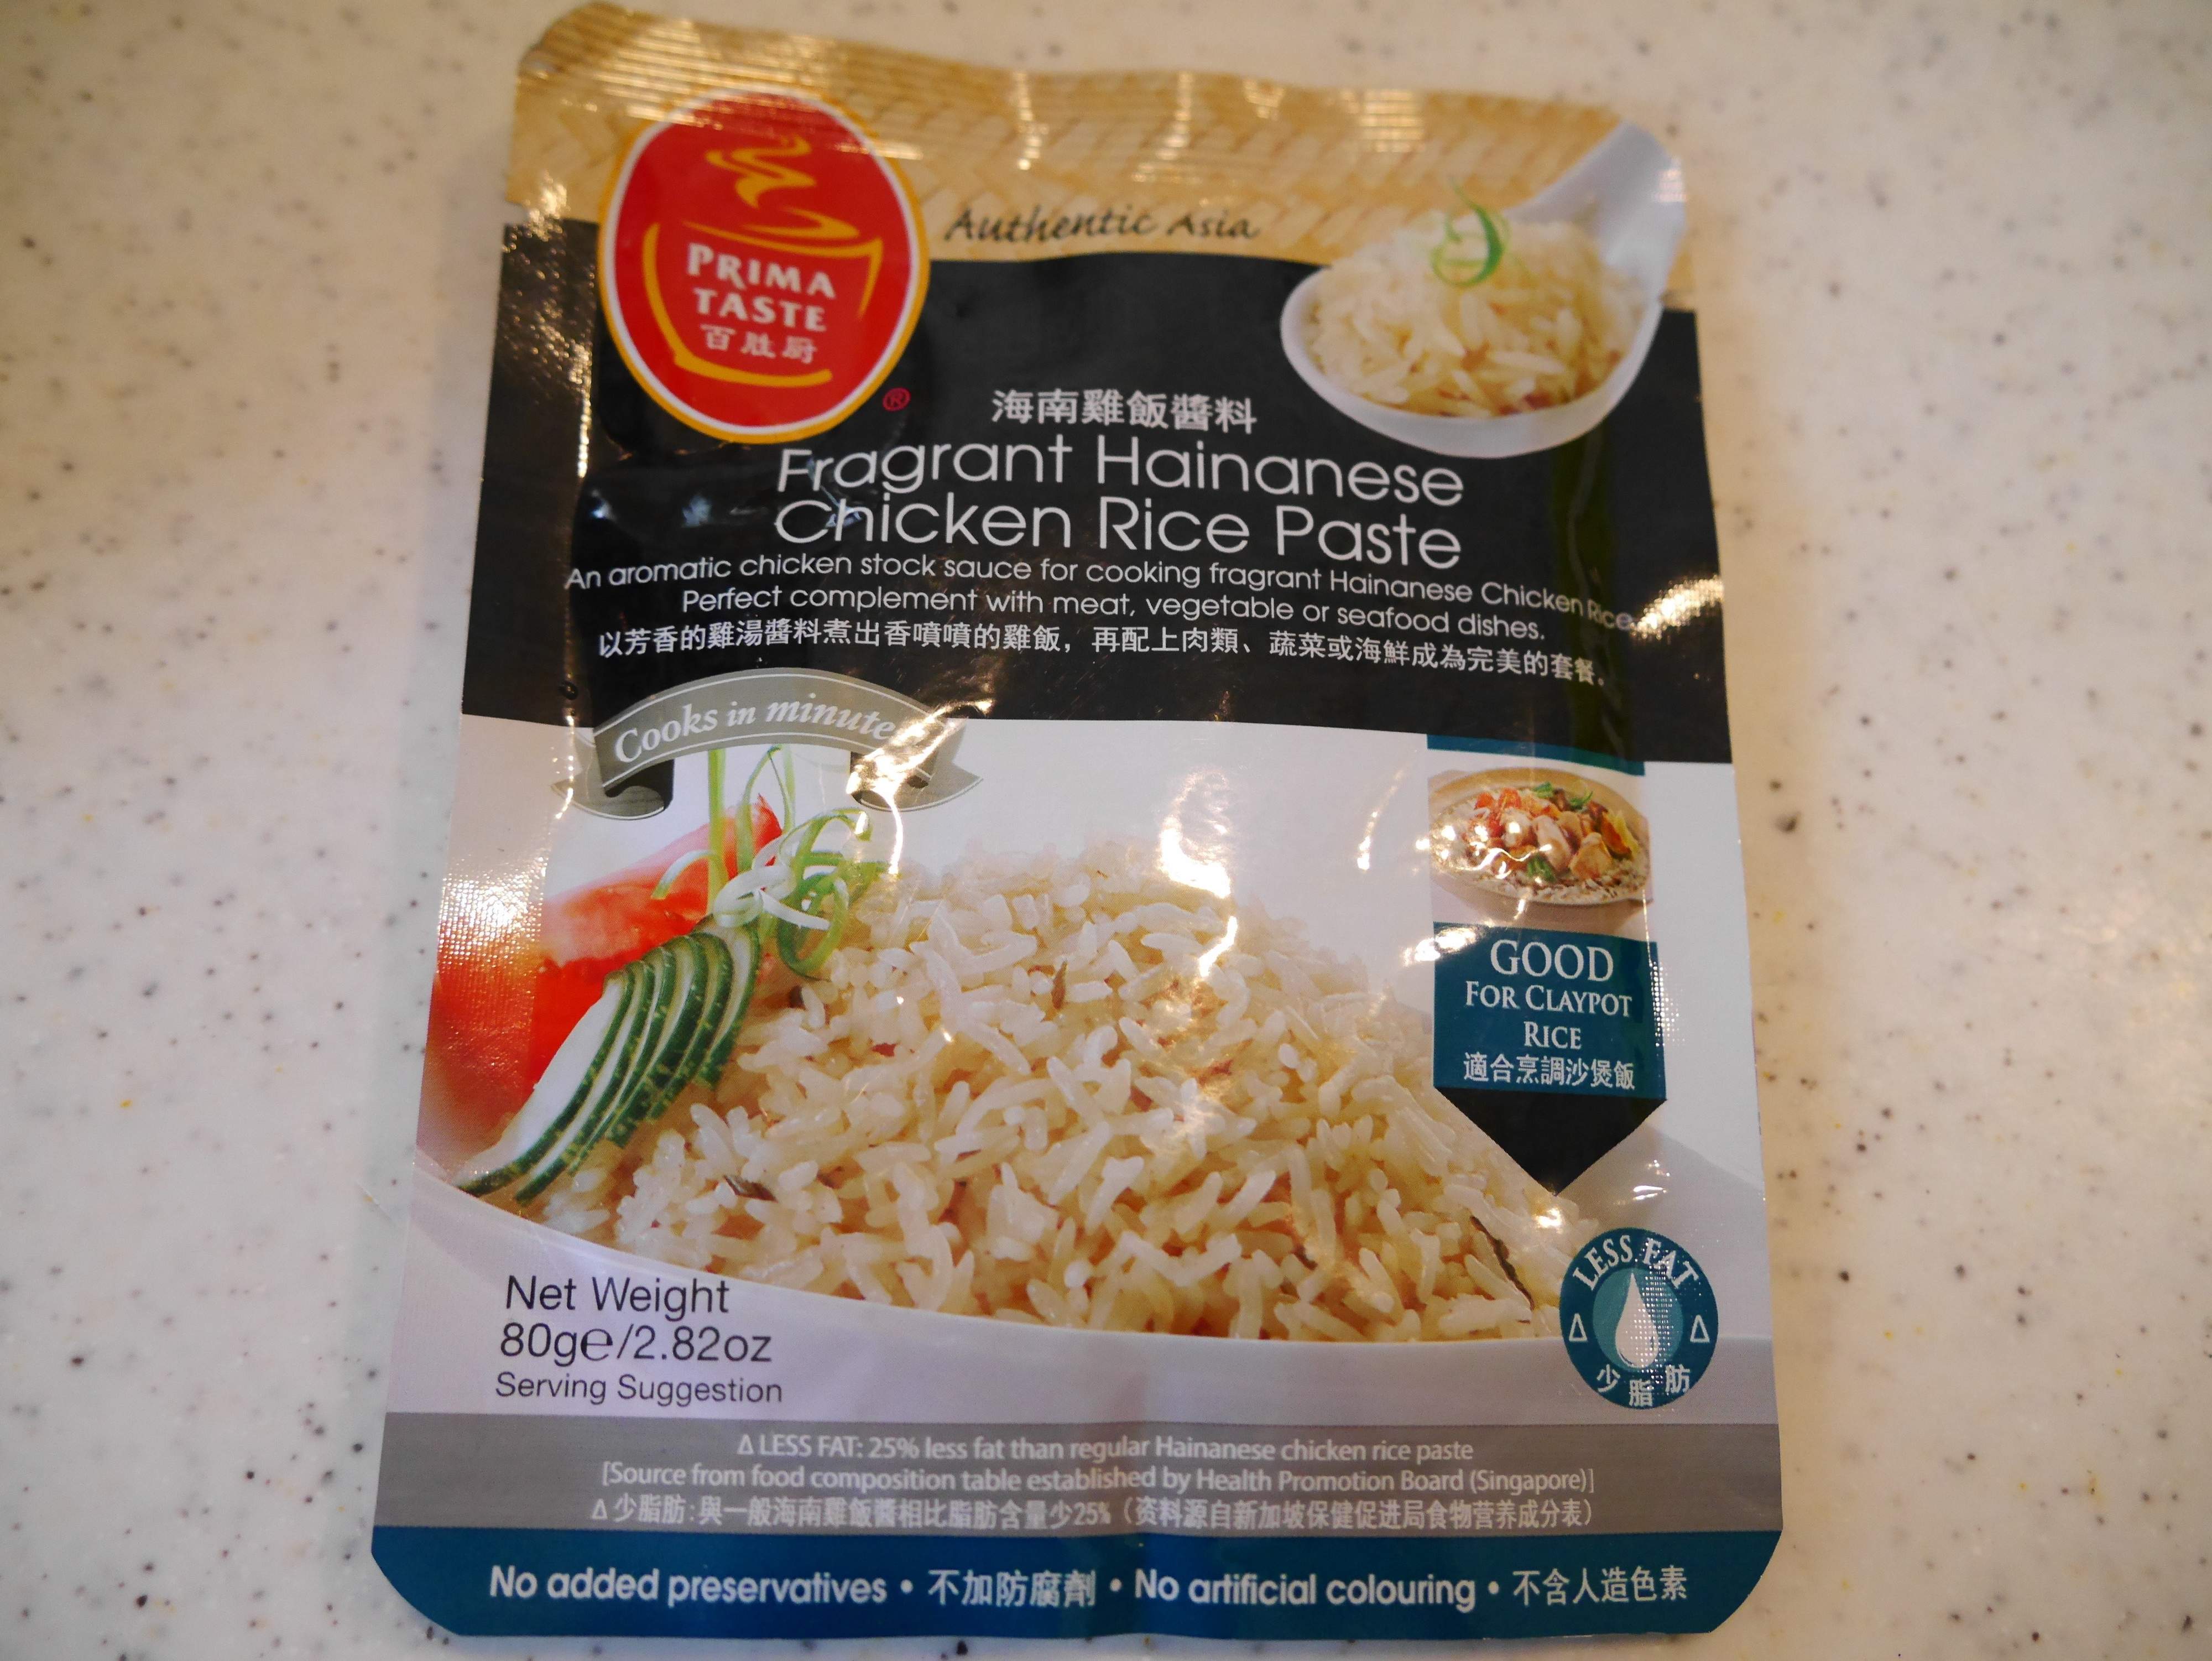 Authentic Asia
PRIMA
TASTE
百胜厨
®
海南雞飯醬料
Fragrant Hainanese
Chicken Rice Paste
An aromatic chicken stock sauce for cooking fragrant Hainanese Chicken Rice.
Perfect complement with meat, vegetable or seafood dishes.
以芳香的雞湯醬料煮出香噴噴的雞飯，再配上肉類、蔬菜或海鮮成為完美的套餐。
Cooks in minutes
GOOD
FOR CLAYPOT
RICE
適合烹調沙煲飯
LESS FAT
Δ Δ
少脂肪
Net Weight
80g℮/2.82oz
Serving Suggestion
Δ LESS FAT: 25% less fat than regular Hainanese chicken rice paste
[Source from food composition table established by Health Promotion Board (Singapore)]
Δ 少脂肪：與一般海南雞飯醬相比脂肪含量少25%（资料源自新加坡保健促进局食物营养成分表）
No added preservatives • 不加防腐劑 • No artificial colouring • 不含人造色素